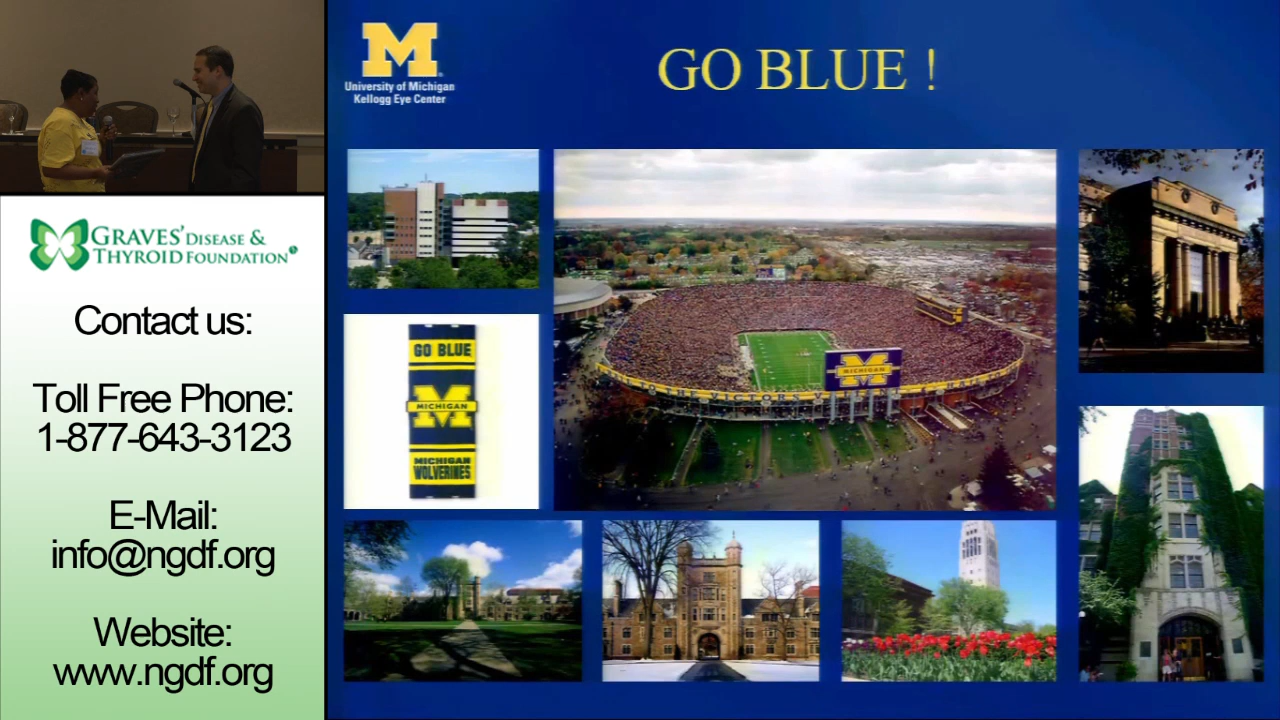 GRAVES' DISEASE &
THYROID FOUNDATION
Contact us:
Toll Free Phone:
1-877-643-3123
E-Mail:
info@ngdf.org
Website:
www.ngdf.org
M
University of Michigan
Kellogg Eye Center
GO BLUE !
GO BLUE
M
MICHIGAN
MICHIGAN
WOLVERINES
M
MICHIGAN